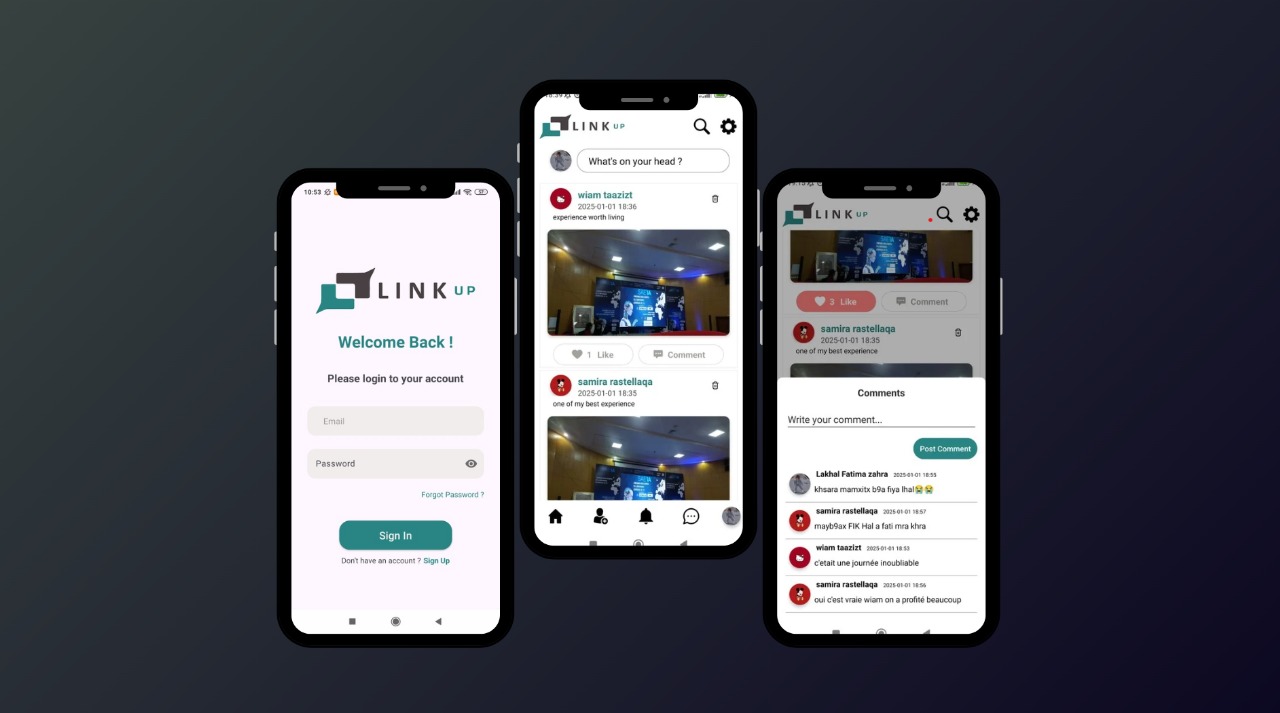 10:53
LINK UP
Welcome Back !
Please login to your account
Email
Password
Forgot Password ?
Sign In
Don't have an account ? Sign Up
LINK UP
What's on your head ?
wiam taazizt
2025-01-01 18:36
experience worth living
1 Like
Comment
samira rastellaqa
2025-01-01 18:35
one of my best experience
LINK UP
3 Like
Comment
samira rastellaqa
2025-01-01 18:35
one of my best experience
Comments
Write your comment...
Post Comment
Lakhal Fatima zahra 2025-01-01 18:55
khsara mamxitx b9a fiya lhal😭😭
samira rastellaqa 2025-01-01 18:57
mayb9ax FIK Hal a fati mra khra
wiam taazizt 2025-01-01 18:53
c'etait une journée inoubliable
samira rastellaqa 2025-01-01 18:56
oui c'est vraie wiam on a profité beaucoup